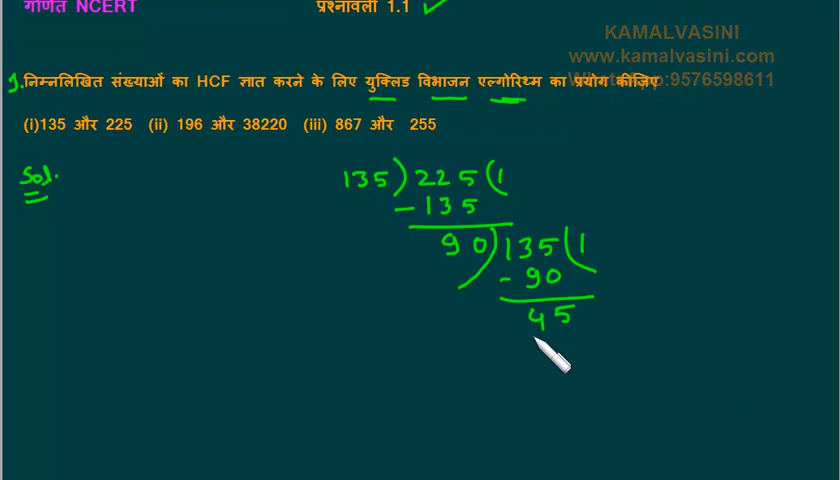 गणित NCERT प्रश्नावली 1.1
KAMALVASINI
www.kamalvasini.com
WhatsApp:9576598611
1. निम्नलिखित संख्याओं का HCF ज्ञात करने के लिए युक्लिड विभाजन एल्गोरिथ्म का प्रयोग कीजिए
(i)135 और 225 (ii) 196 और 38220 (iii) 867 और 255
Sol.
135 ) 225 ( 1
- 135
90 ) 135 ( 1
- 90
45